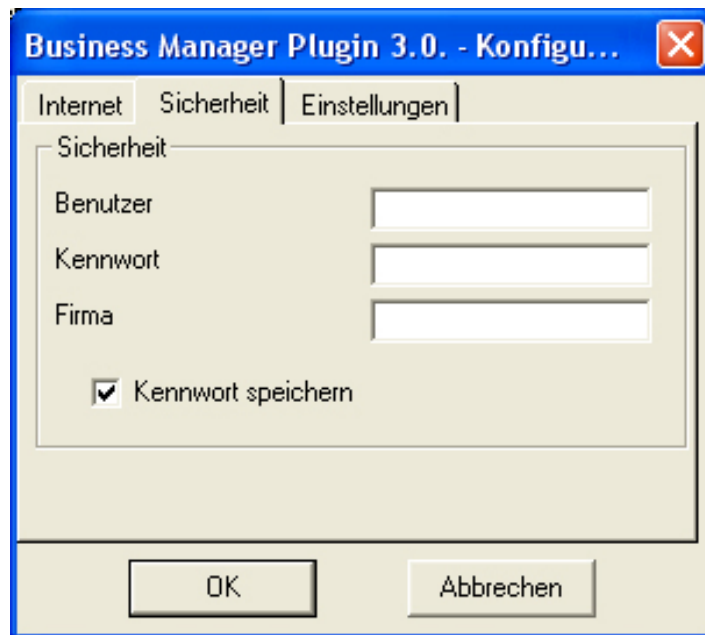 Business Manager Plugin 3.0. - Konfigu...
Internet Sicherheit Einstellungen
Sicherheit
Benutzer
Kennwort
Firma
Kennwort speichern
OK Abbrechen